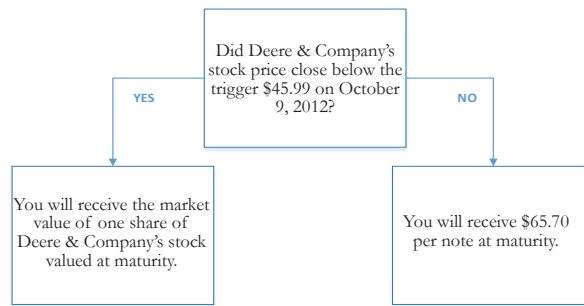 Did Deere & Company’s
stock price close below the
trigger $45.99 on October
9, 2012?
YES
NO
You will receive the market
value of one share of
Deere & Company’s stock
valued at maturity.
You will receive $65.70
per note at maturity.